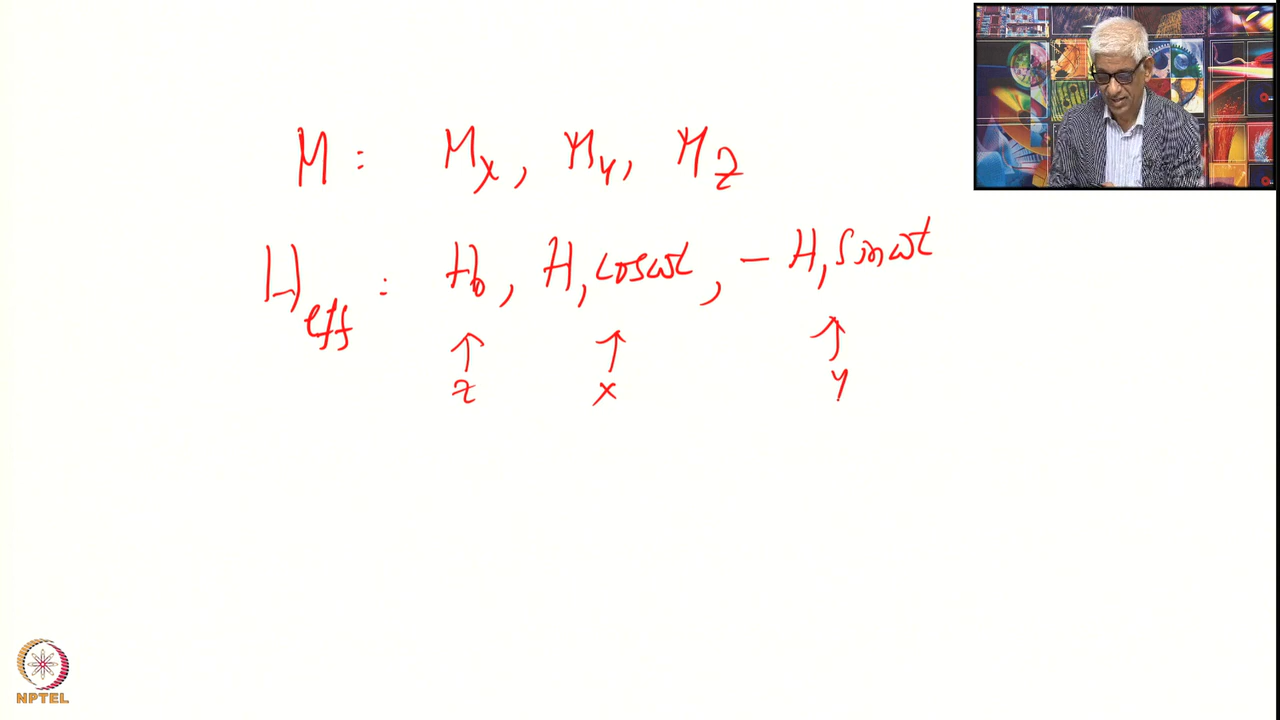 M : Mx, My, Mz
Heff : H0, H1 cosωt, - H1 sinωt
↑ ↑ ↑
z x y
NPTEL